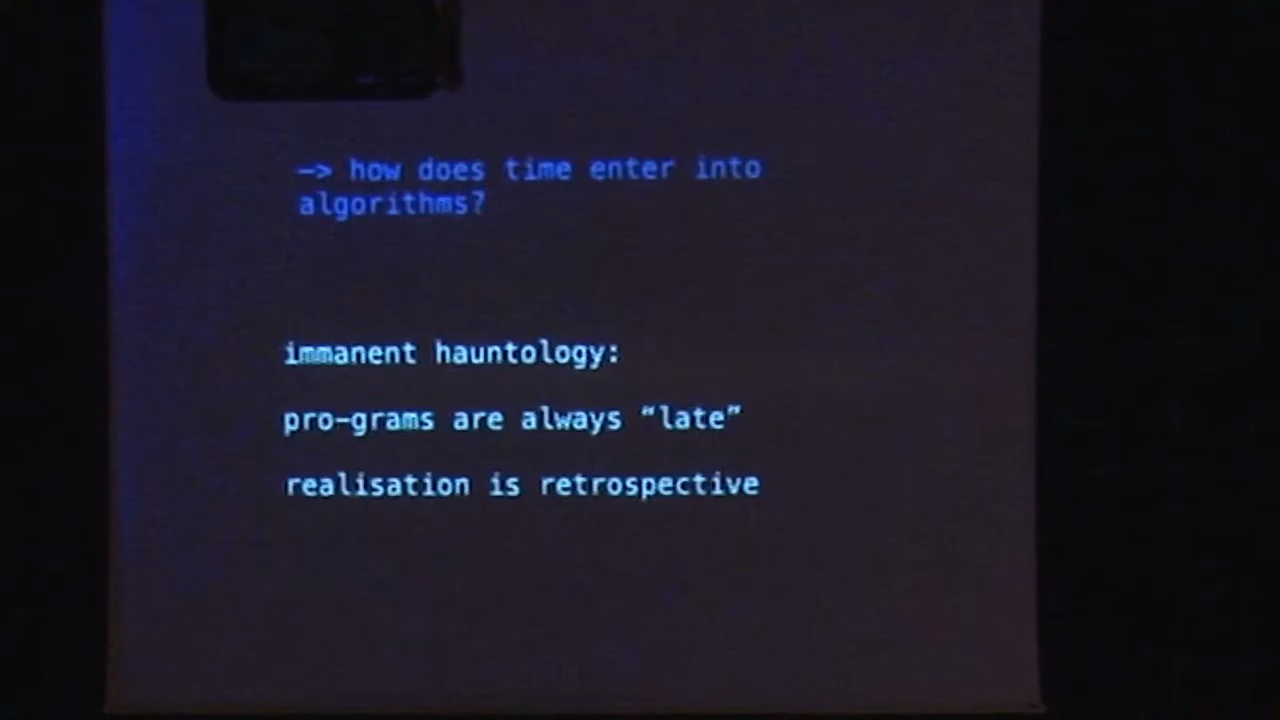 —> how does time enter into
algorithms?
immanent hauntology:
pro-grams are always “late”
realisation is retrospective